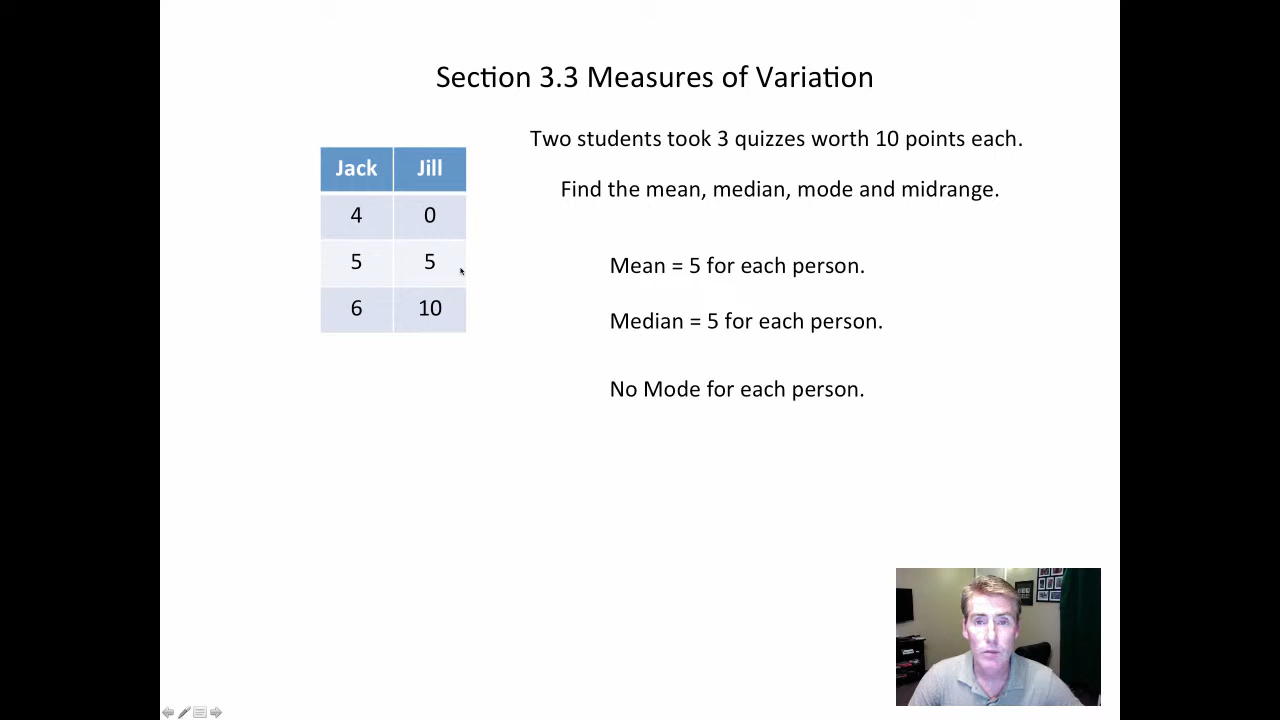 Section 3.3 Measures of Variation
Two students took 3 quizzes worth 10 points each.
Find the mean, median, mode and midrange.
Jack Jill
4 0
5 5
6 10
Mean = 5 for each person.
Median = 5 for each person.
No Mode for each person.